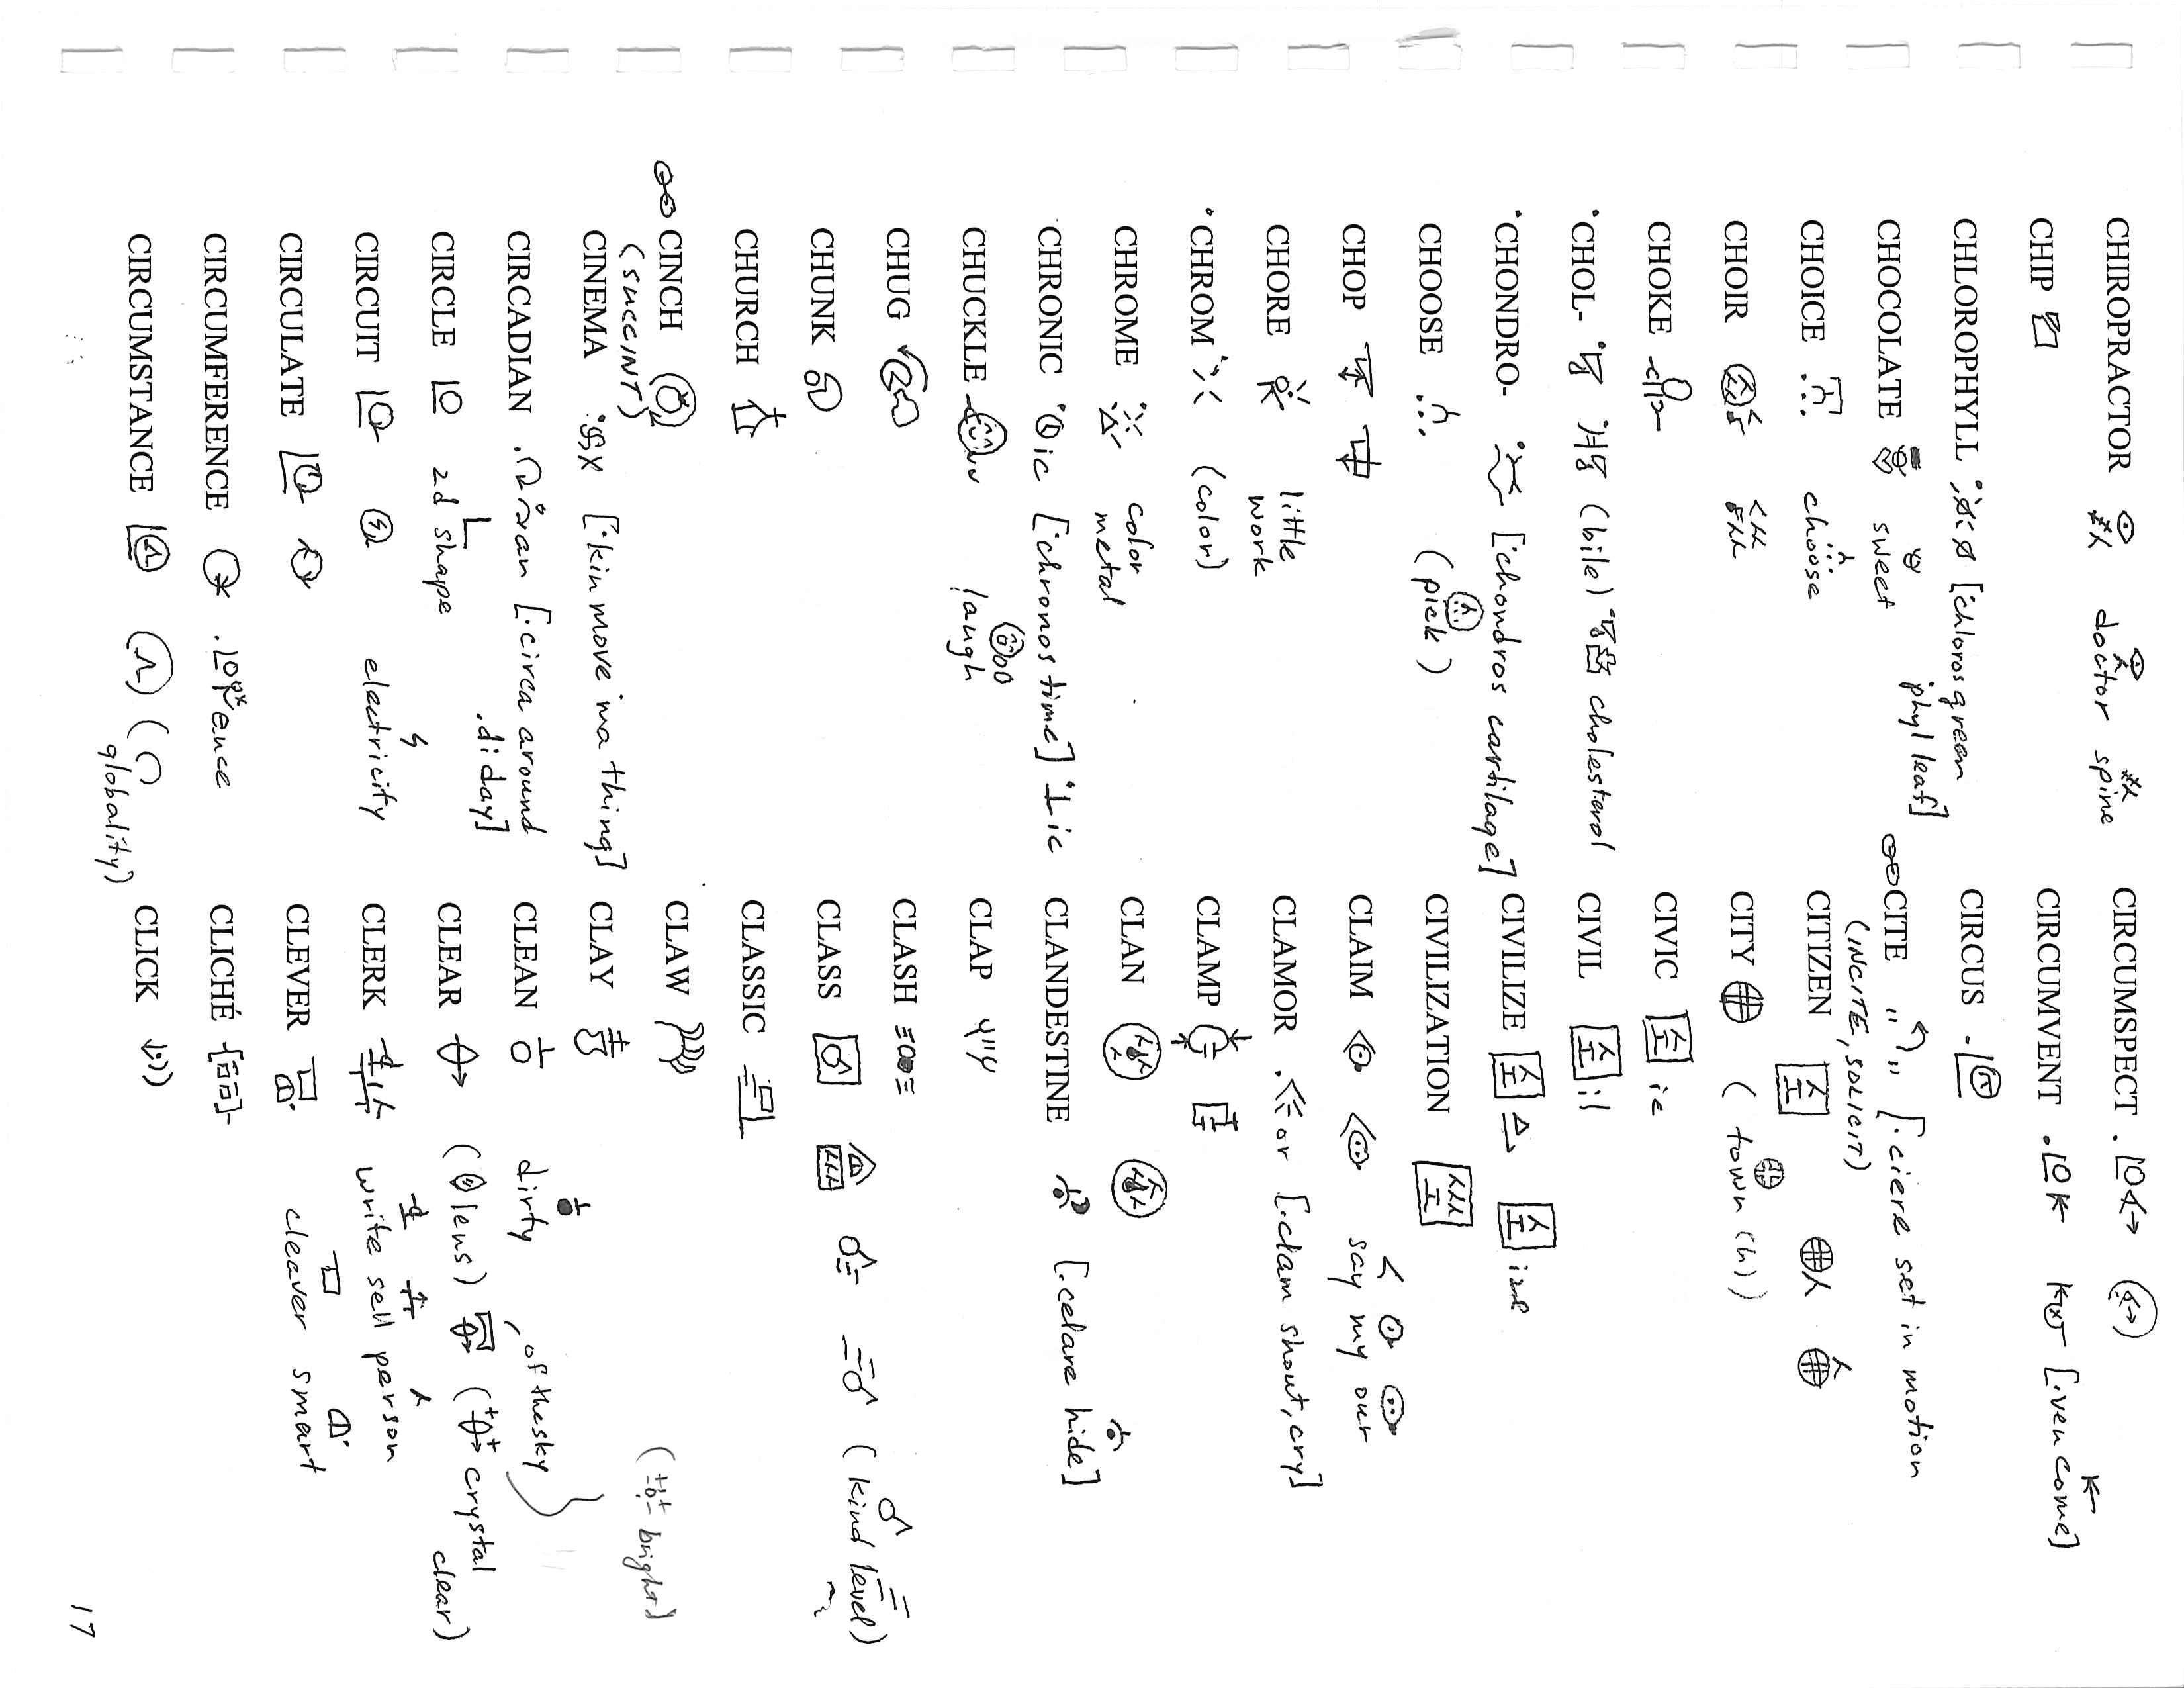 CHIROPRACTOR doctor spine
CHIP
CHLOROPHYLL [chloros green
phyl leaf]
CHOCOLATE sweet
CHOICE choose
CHOIR
CHOKE
CHOL- (bile) cholesterol
CHONDRO- [chondros cartilage]
CHOOSE (pick)
CHOP
CHORE little
work
CHROM (color)
CHROME color
metal
CHRONIC ic [chronos time] ic
CHUCKLE laugh
CHUG
CHUNK
CHURCH
CINCH
(SUCCINT)
CINEMA [kin move ma thing]
CIRCADIAN an [circa around
.di day]
CIRCLE 2d shape
CIRCUIT electricity
CIRCULATE
CIRCUMFERENCE ence
CIRCUMSTANCE (
globality)
CIRCUMSPECT
CIRCUMVENT [.ven come]
CIRCUS
CITE [.ciere set in motion
(INCITE, SOLICIT)
CITIZEN
CITY (town (h))
CIVIC ic
CIVIL il
CIVILIZE ize
CIVILIZATION
CLAIM say my our
CLAMOR or [.clam shout, cry]
CLAMP
CLAN
CLANDESTINE [.celare hide]
CLAP
CLASH
CLASS (kind level)
CLASSIC
CLAW
(bright)
CLAY
CLEAN dirty
of the sky
CLEAR (lens) (crystal
clear)
CLERK write sell person
CLEVER cleaver smart
CLICHÉ
CLICK
17